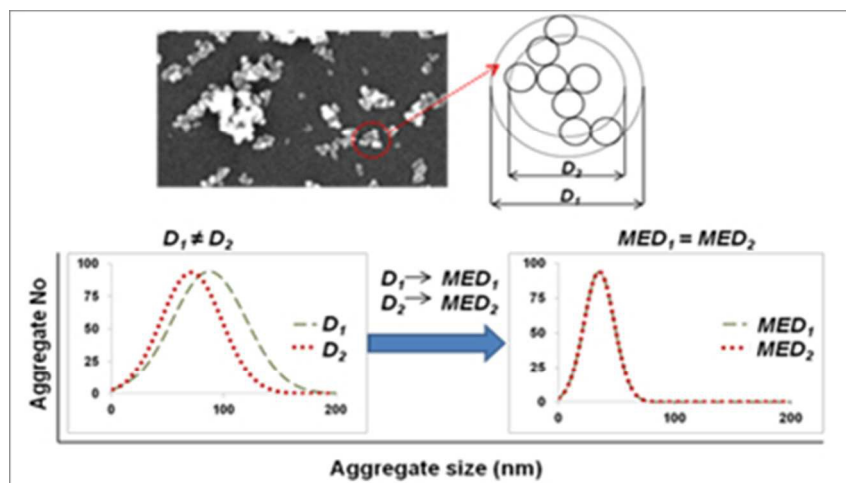 D₂
D₁
D₁ ≠ D₂
MED₁ = MED₂
Aggregate No
100
75
50
25
0
0
100
200
D₁
D₂
D₁→ MED₁
D₂→ MED₂
100
75
50
25
0
0
100
200
MED₁
MED₂
Aggregate size (nm)